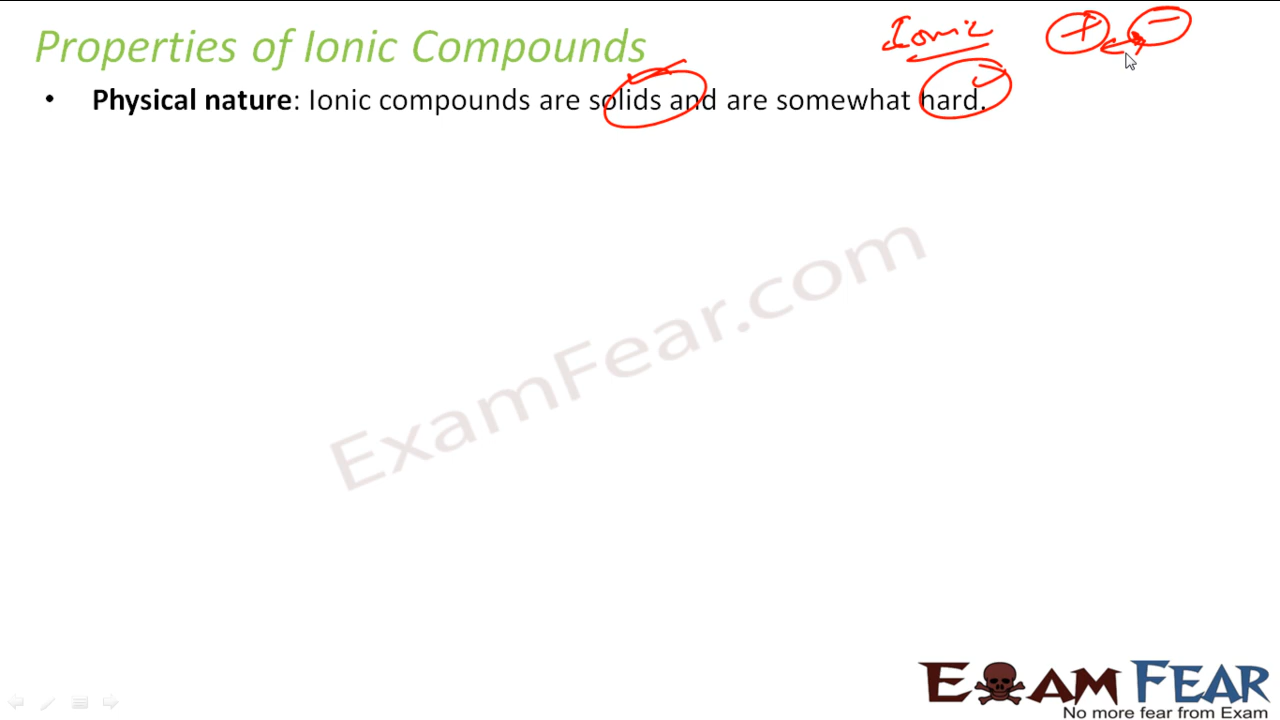 Properties of Ionic Compounds
Ionic + -
• Physical nature: Ionic compounds are solids and are somewhat hard.
ExamFear.com
EXAM FEAR
No more fear from Exam